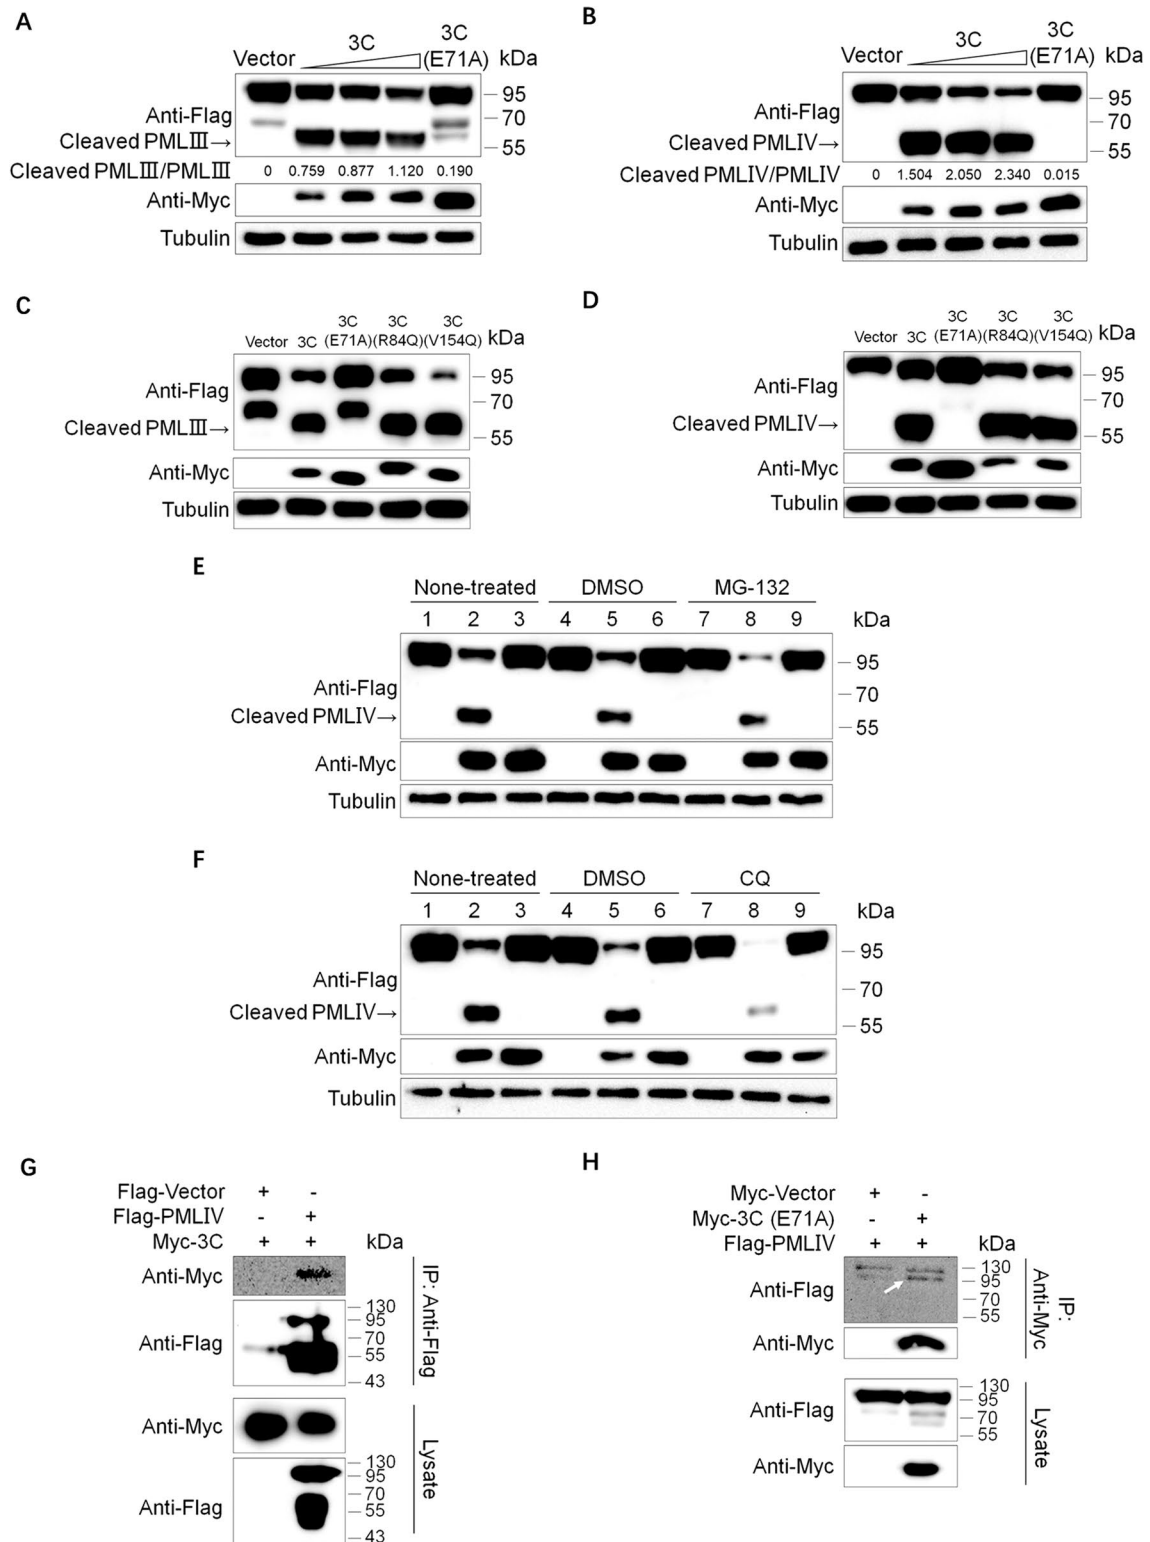 A
Vector 3C 3C (E71A) kDa
Anti-Flag
Cleaved PMLⅢ→
95
70
55
Cleaved PMLⅢ/PMLⅢ 0 0.759 0.877 1.120 0.190
Anti-Myc
Tubulin
B
Vector 3C 3C (E71A) kDa
Anti-Flag
Cleaved PMLⅣ→
95
70
55
Cleaved PMLⅣ/PMLⅣ 0 1.504 2.050 2.340 0.015
Anti-Myc
Tubulin
C
Vector 3C 3C (E71A) 3C (R84Q) 3C (V154Q) kDa
Anti-Flag
Cleaved PMLⅢ→
95
70
55
Anti-Myc
Tubulin
D
Vector 3C 3C (E71A) 3C (R84Q) 3C (V154Q) kDa
Anti-Flag
Cleaved PMLⅣ→
95
70
55
Anti-Myc
Tubulin
E
None-treated DMSO MG-132
1 2 3 4 5 6 7 8 9 kDa
Anti-Flag
Cleaved PMLⅣ→
95
70
55
Anti-Myc
Tubulin
F
None-treated DMSO CQ
1 2 3 4 5 6 7 8 9 kDa
Anti-Flag
Cleaved PMLⅣ→
95
70
55
Anti-Myc
Tubulin
G
Flag-Vector + -
Flag-PMLⅣ - +
Myc-3C + + kDa
Anti-Myc
Anti-Flag
130
95
70
55
43
IP: Anti-Flag
Anti-Myc
Anti-Flag
130
95
70
55
43
Lysate
H
Myc-Vector + -
Myc-3C (E71A) - +
Flag-PMLⅣ + + kDa
Anti-Flag
130
95
70
55
Anti-Myc
IP:
Anti-Myc
Anti-Flag
130
95
70
55
Anti-Myc
Lysate